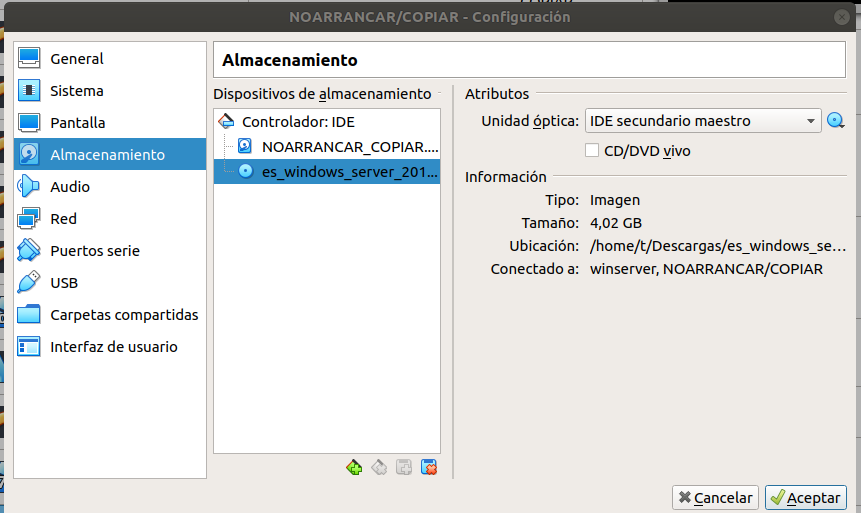 NOARRANCAR/COPIAR - Configuración
General
Sistema
Pantalla
Almacenamiento
Audio
Red
Puertos serie
USB
Carpetas compartidas
Interfaz de usuario
Almacenamiento
Dispositivos de almacenamiento
Controlador: IDE
NOARRANCAR_COPIAR....
es_windows_server_201...
Atributos
Unidad óptica: IDE secundario maestro
CD/DVD vivo
Información
Tipo: Imagen
Tamaño: 4,02 GB
Ubicación: /home/t/Descargas/es_windows_se...
Conectado a: winserver, NOARRANCAR/COPIAR
Cancelar Aceptar